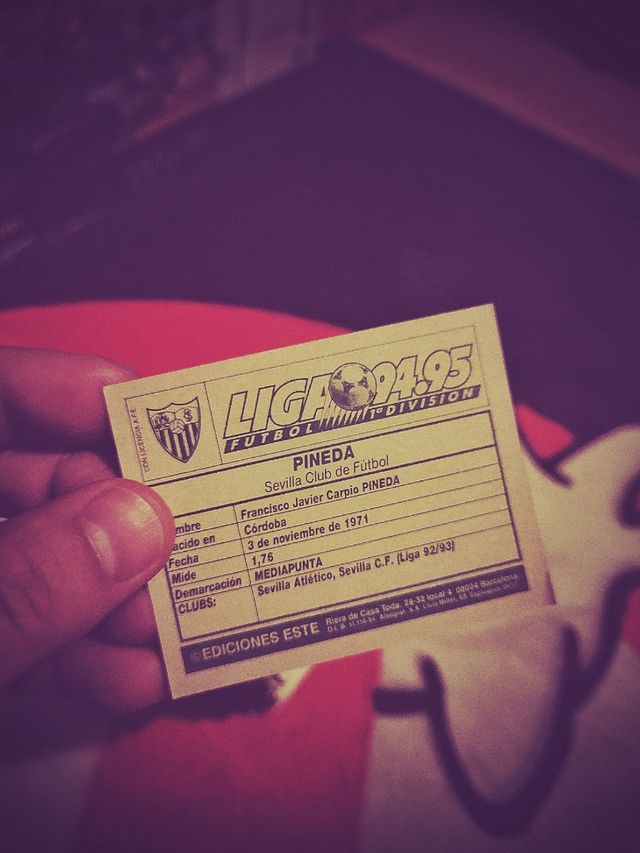 CON LICENCIA A.F.E.
LIGA 94.95
FUTBOL 1ª DIVISION
PINEDA
Sevilla Club de Fútbol
mbre Francisco Javier Carpio PINEDA
acido en Córdoba
Fecha 3 de noviembre de 1971
Mide 1,76
Demarcación MEDIAPUNTA
CLUBS: Sevilla Atlético, Sevilla C.F. (Liga 92/93)
© EDICIONES ESTE Riera de Casa Toda, 28-32 local 4 08024 Barcelona